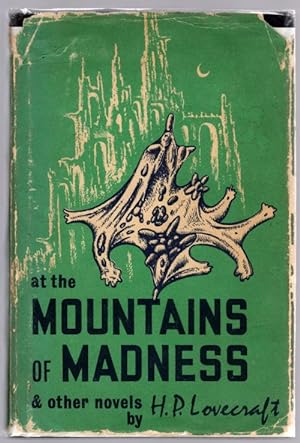 at the
MOUNTAINS
OF MADNESS
& other novels H.P. Lovecraft
by